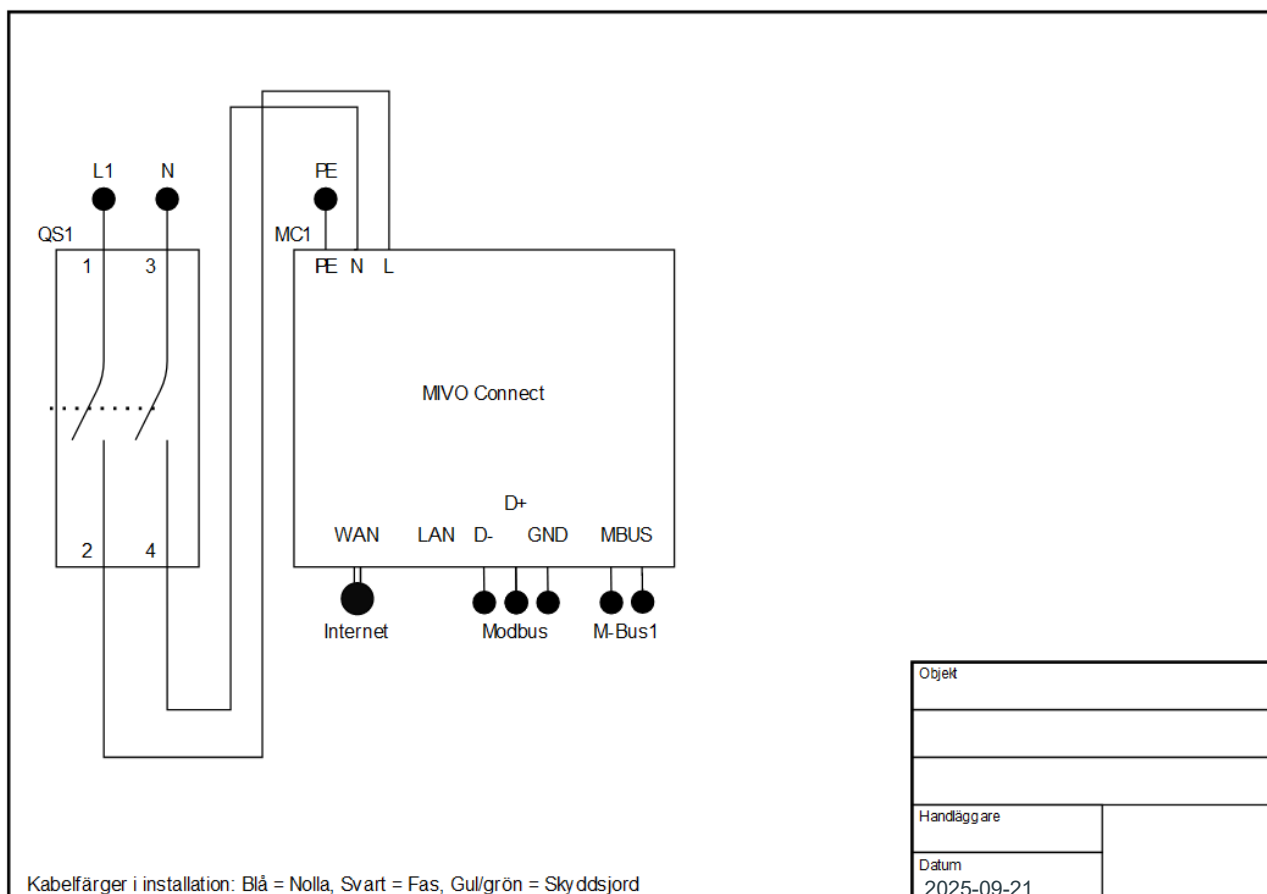 L1 N PE
QS1 MC1
1 3 PE N L
MIVO Connect
D+
WAN LAN D- GND MBUS
2 4
Internet Modbus M-Bus1
Objekt
Handläggare
Datum
2025-09-21
Kabelfärger i installation: Blå = Nolla, Svart = Fas, Gul/grön = Skyddsjord